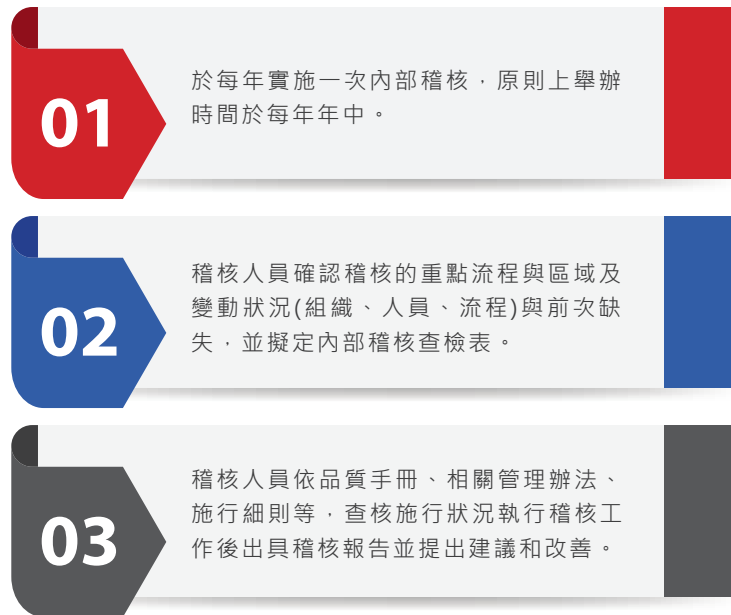 01
於每年實施一次內部稽核，原則上舉辦
時間於每年年中。
02
稽核人員確認稽核的重點流程與區域及
變動狀況(組織、人員、流程)與前次缺
失，並擬定內部稽核查檢表。
03
稽核人員依品質手冊、相關管理辦法、
施行細則等，查核施行狀況執行稽核工
作後出具稽核報告並提出建議和改善。